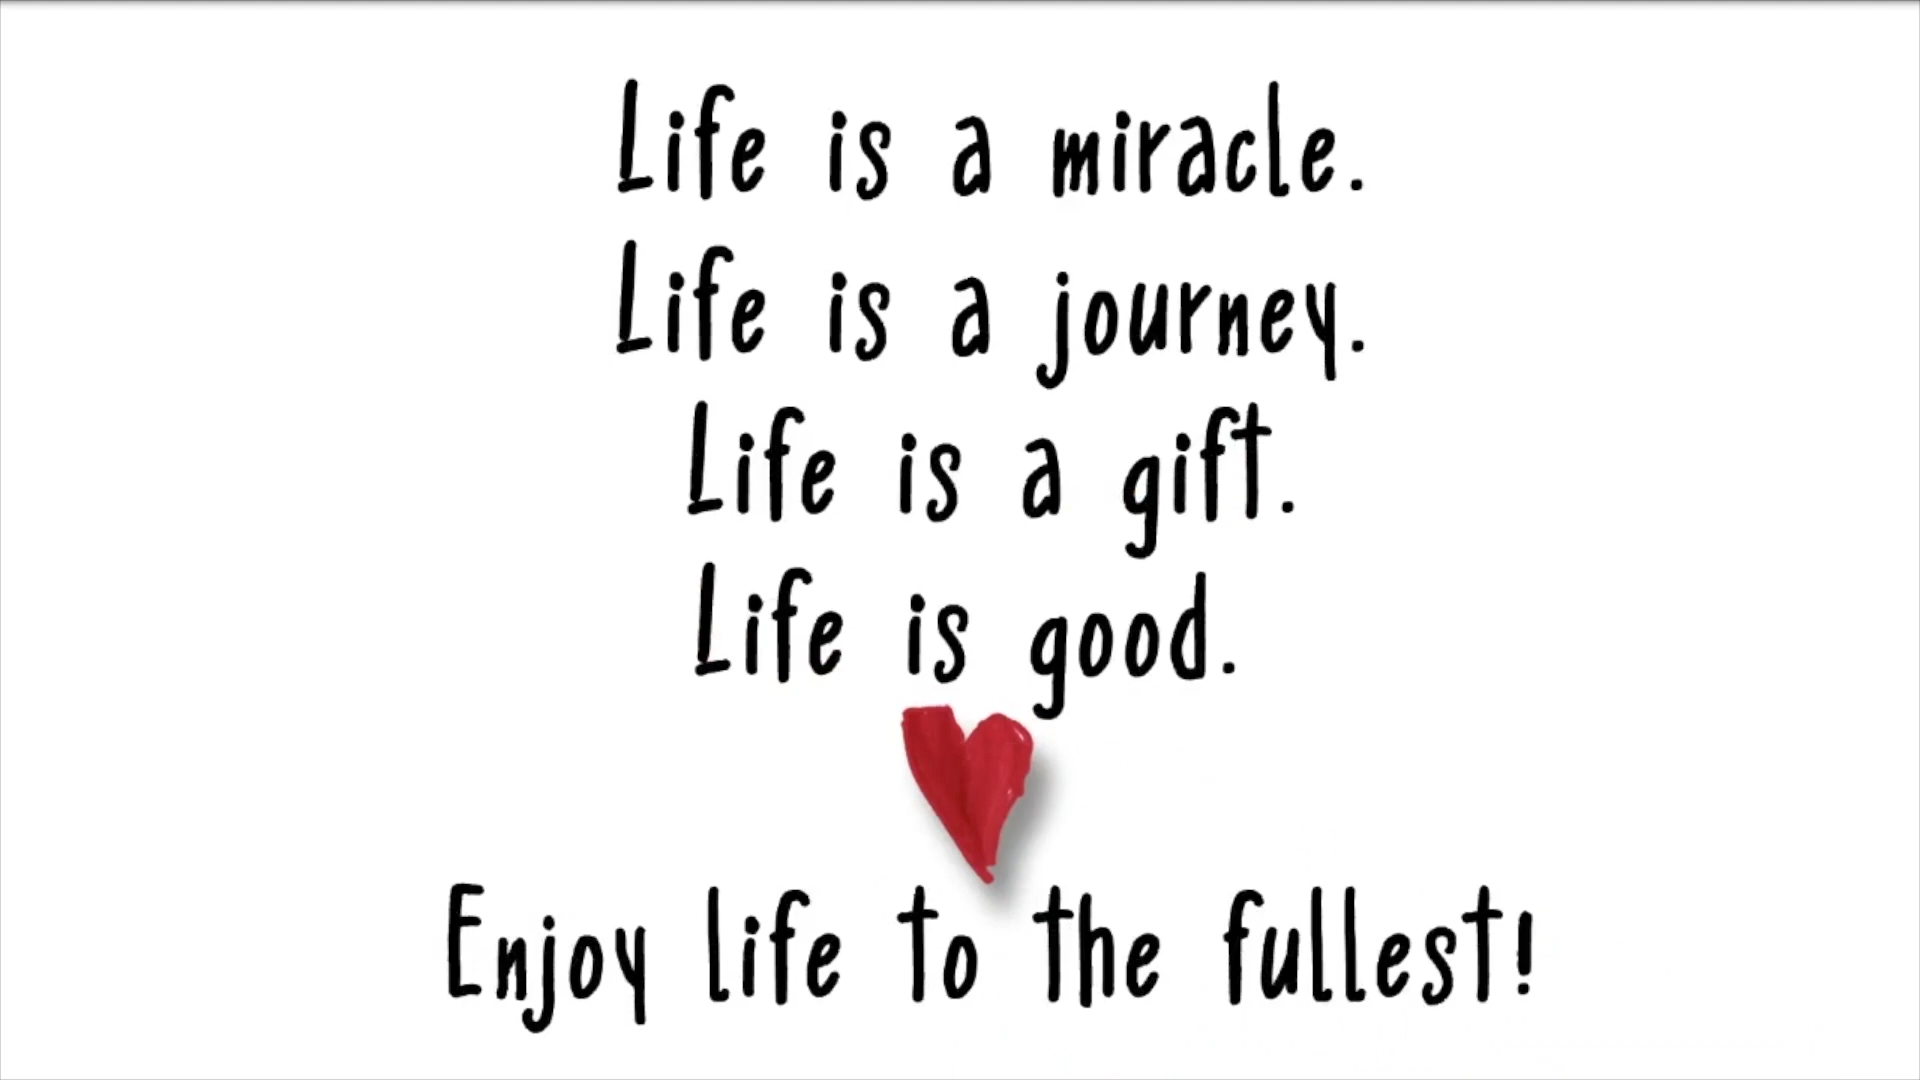 Life is a miracle.
Life is a journey.
Life is a gift.
Life is good.
Enjoy life to the fullest!